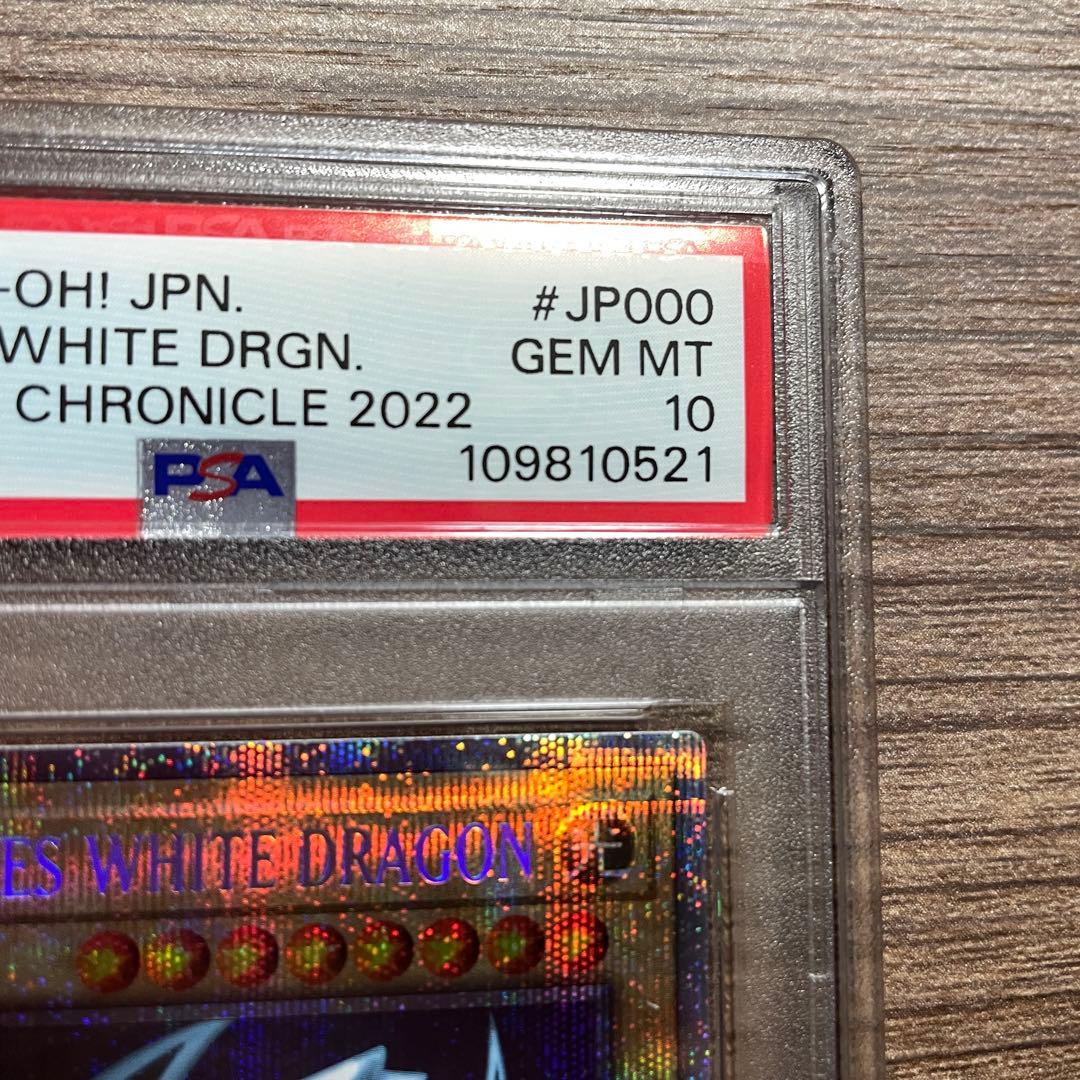 -OH! JPN. #JP000
WHITE DRGN. GEM MT
CHRONICLE 2022 10
PSA 109810521
ES WHITE DRAGON